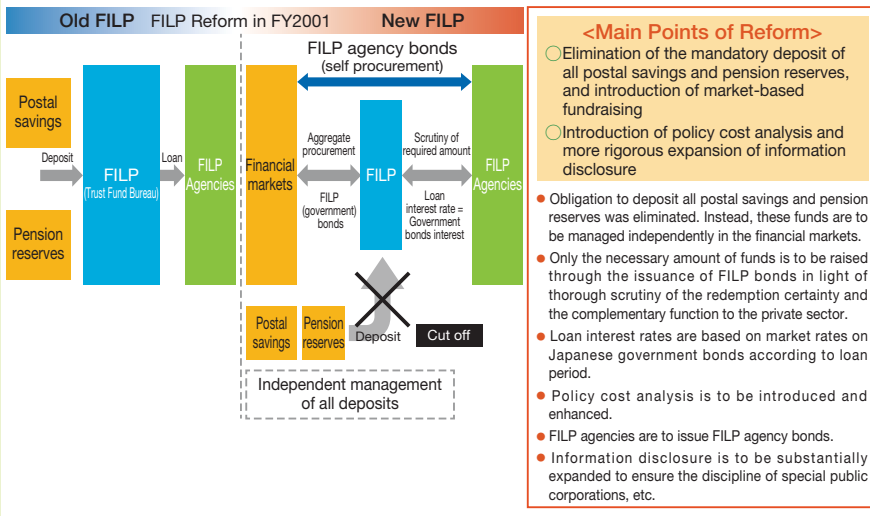 Old FILP FILP Reform in FY2001 New FILP
Postal
savings
Pension
reserves
Deposit
FILP
(Trust Fund Bureau)
Loan
FILP
Agencies
FILP agency bonds
(self procurement)
Financial
markets
Aggregate
procurement
FILP
(government)
bonds
FILP
Scrutiny of
required amount
Loan
interest rate =
Government
bonds interest
FILP
Agencies
Postal
savings
Pension
reserves
Deposit
Cut off
Independent management
of all deposits
<Main Points of Reform>
○Elimination of the mandatory deposit of
all postal savings and pension reserves,
and introduction of market-based
fundraising
○Introduction of policy cost analysis and
more rigorous expansion of information
disclosure
● Obligation to deposit all postal savings and pension
reserves was eliminated. Instead, these funds are to
be managed independently in the financial markets.
● Only the necessary amount of funds is to be raised
through the issuance of FILP bonds in light of
thorough scrutiny of the redemption certainty and
the complementary function to the private sector.
● Loan interest rates are based on market rates on
Japanese government bonds according to loan
period.
● Policy cost analysis is to be introduced and
enhanced.
● FILP agencies are to issue FILP agency bonds.
● Information disclosure is to be substantially
expanded to ensure the discipline of special public
corporations, etc.